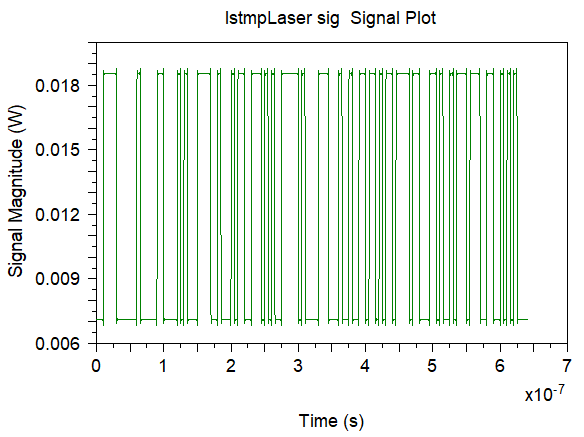 lstmpLaser sig  Signal Plot
Signal Magnitude (W)
0.018
0.015
0.012
0.009
0.006
0 1 2 3 4 5 6 7
x10-7
Time (s)